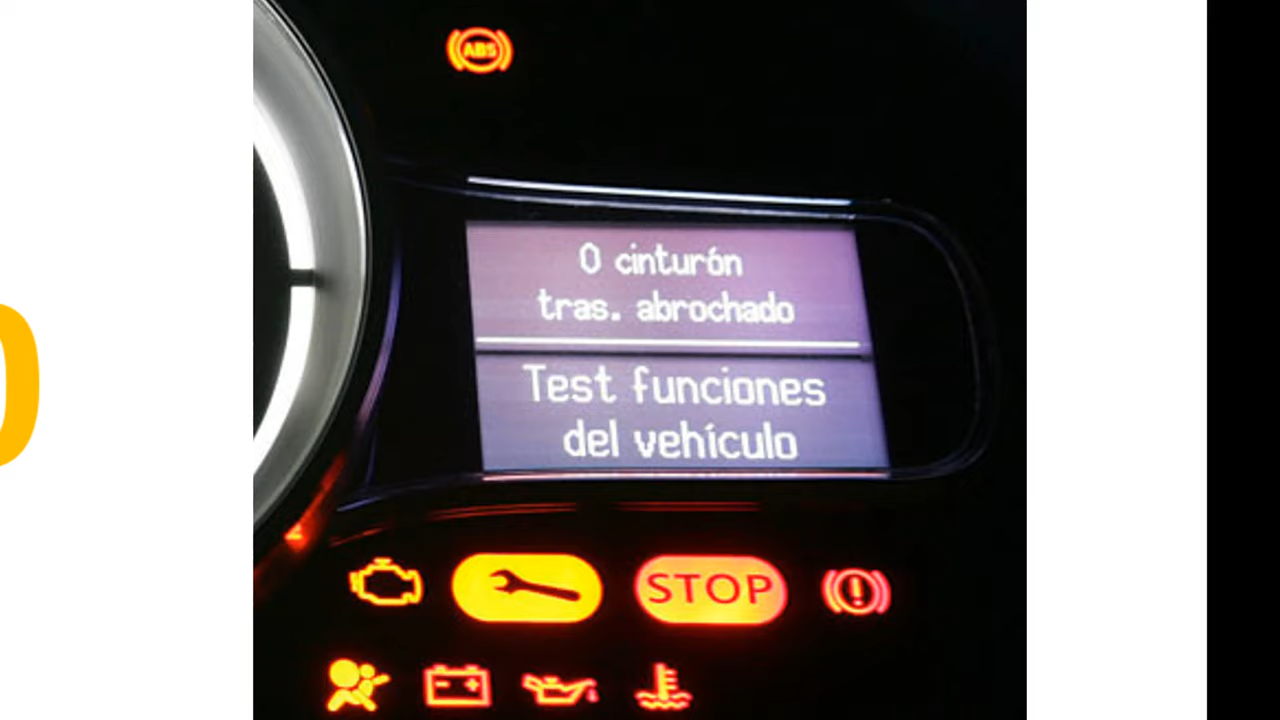 ABS
0 cinturón
tras. abrochado
Test funciones
del vehículo
STOP